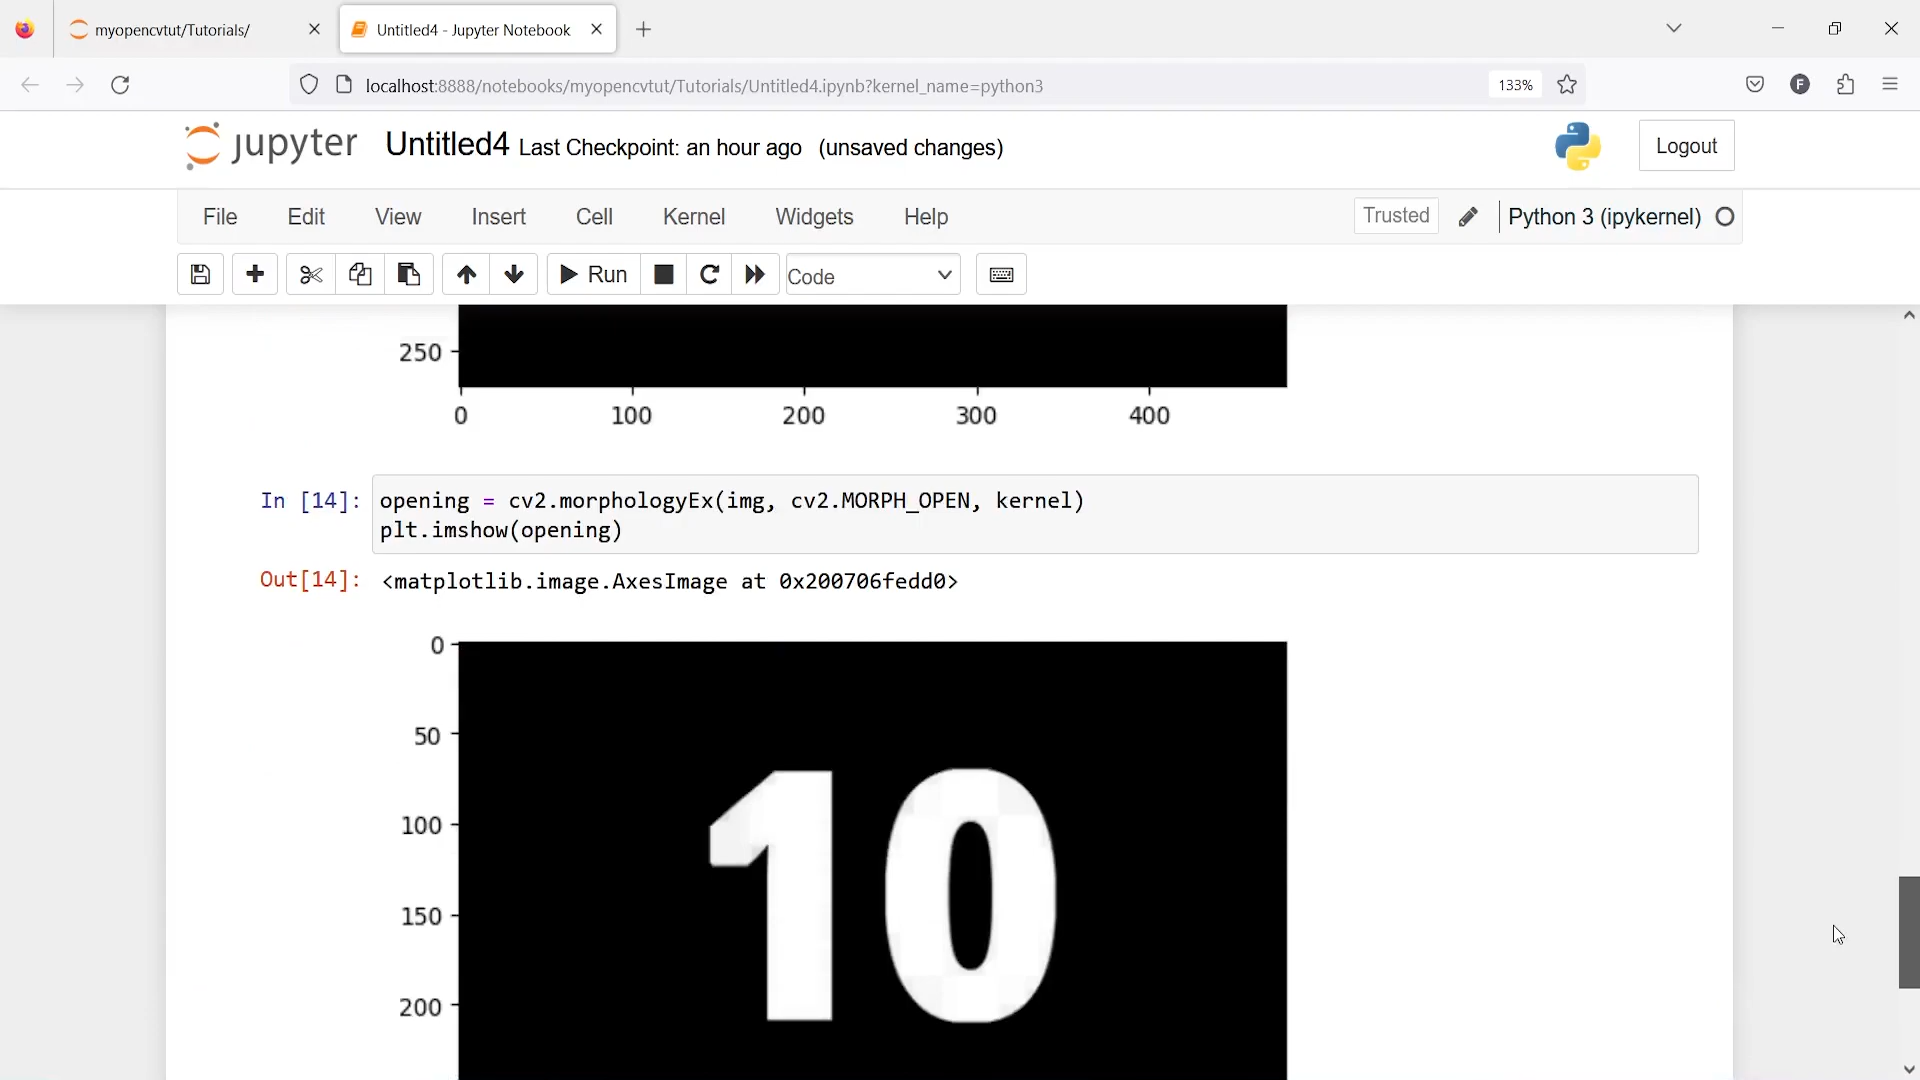 myopencvtut/Tutorials/
Untitled4 - Jupyter Notebook
localhost:8888/notebooks/myopencvtut/Tutorials/Untitled4.ipynb?kernel_name=python3
133%
F
jupyter Untitled4 Last Checkpoint: an hour ago (unsaved changes)
Logout
File Edit View Insert Cell Kernel Widgets Help
Trusted
Python 3 (ipykernel)
Run
Code
250
0 100 200 300 400
In [14]: opening = cv2.morphologyEx(img, cv2.MORPH_OPEN, kernel)
plt.imshow(opening)
Out[14]: <matplotlib.image.AxesImage at 0x200706fedd0>
0
50
100
150
200
10